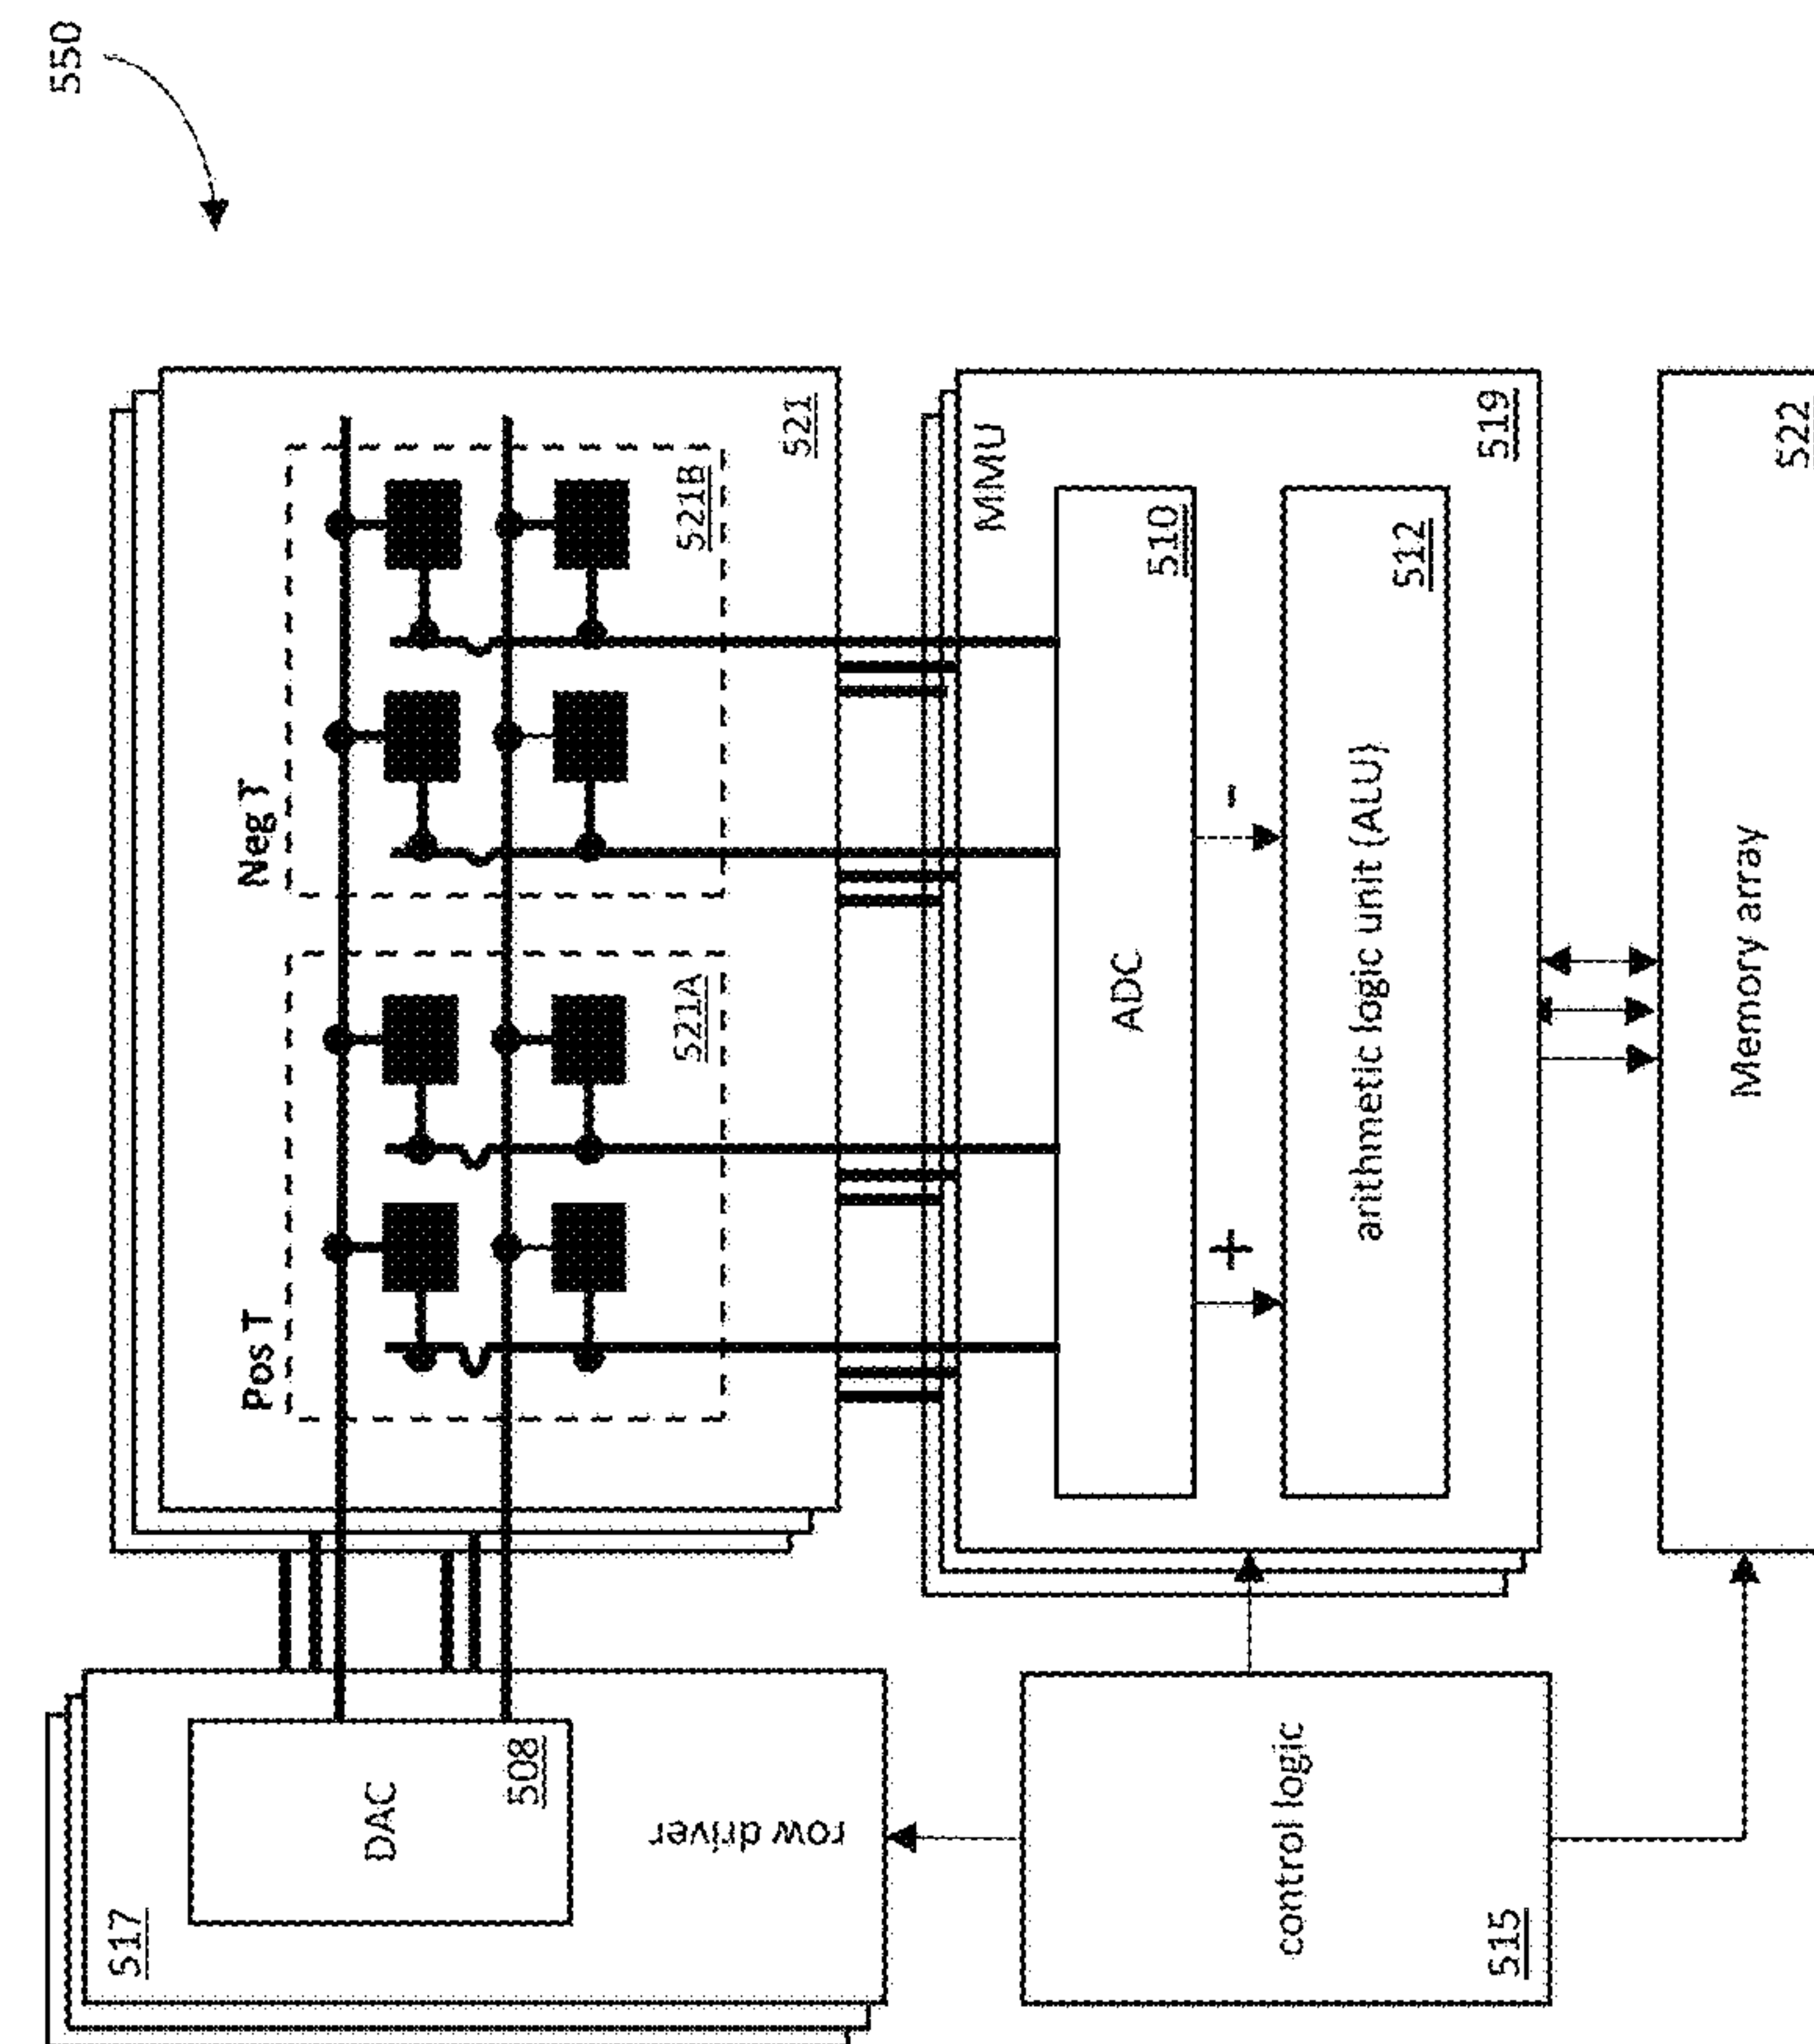 550
517
DAC
508
row driver
Pos T
Neg T
521A
521B
521
control logic
515
MMU
ADC
510
+
-
arithmetic logic unit (ALU)
512
519
Memory array
522